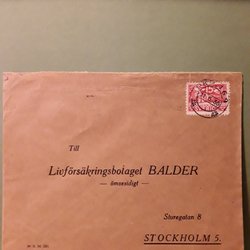 Till
Livförsäkringsbolaget BALDER
— ömsesidigt —
Sturegatan 8
STOCKHOLM 5.